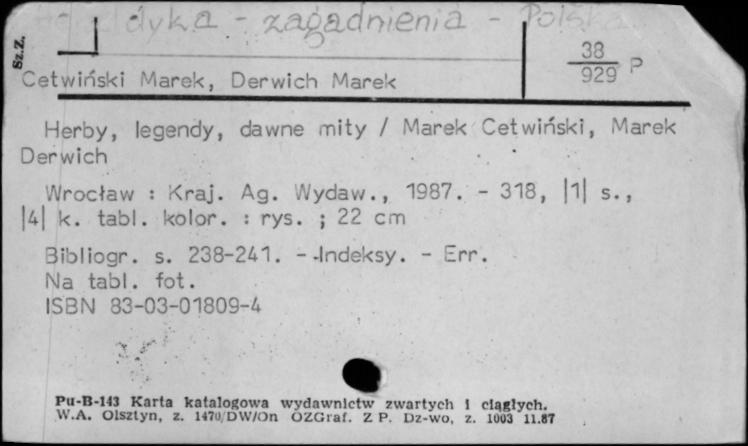 Heraldyka - zagadnienia - Polska
Sz.Z.
38
929 P
Cetwiński Marek, Derwich Marek
Herby, legendy, dawne mity / Marek Cetwiński, Marek
Derwich
Wrocław : Kraj. Ag. Wydaw., 1987. - 318, |1| s.,
|4| k. tabl. kolor. : rys. ; 22 cm
Bibliogr. s. 238-241. - Indeksy. - Err.
Na tabl. fot.
ISBN 83-03-01809-4
Pu-B-143 Karta katalogowa wydawnictw zwartych i ciągłych.
W.A. Olsztyn, z. 1470/DW/On OZGraf. Z P. Dz-wo, z. 1003 11.87